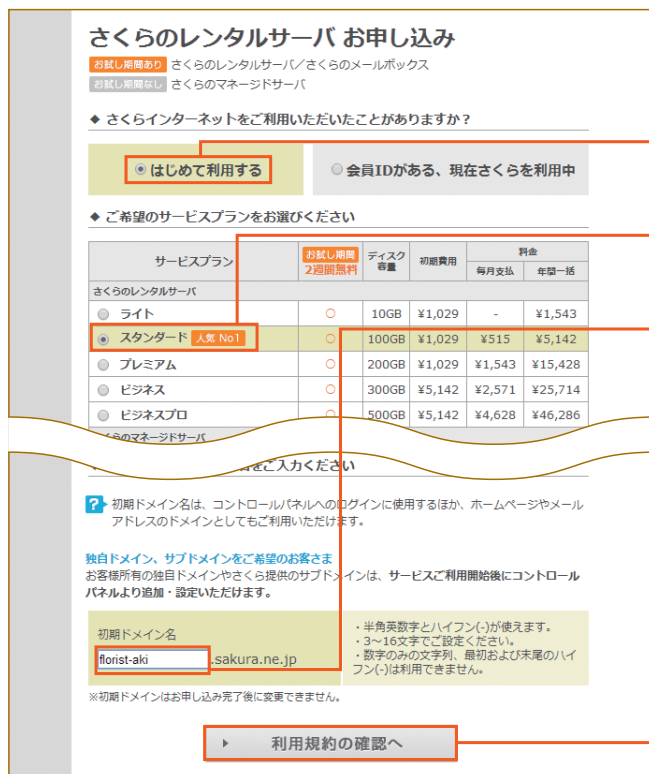 さくらのレンタルサーバ お申し込み
お試し期間あり さくらのレンタルサーバ／さくらのメールボックス
お試し期間なし さくらのマネージドサーバ
◆ さくらインターネットをご利用いただいたことがありますか？
はじめて利用する 会員IDがある、現在さくらを利用中
◆ ご希望のサービスプランをお選びください
サービスプラン お試し期間 2週間無料 ディスク容量 初期費用 料金
毎月支払 年間一括
さくらのレンタルサーバ
ライト ○ 10GB ¥1,029 - ¥1,543
スタンダード 人気 No1 ○ 100GB ¥1,029 ¥515 ¥5,142
プレミアム ○ 200GB ¥1,029 ¥1,543 ¥15,428
ビジネス ○ 300GB ¥5,142 ¥2,571 ¥25,714
ビジネスプロ ○ 500GB ¥5,142 ¥4,628 ¥46,286
らのマネージドサーバ
をご入力ください
? 初期ドメイン名は、コントロールパネルへのログインに使用するほか、ホームページやメール
アドレスのドメインとしてもご利用いただけます。
独自ドメイン、サブドメインをご希望のお客さま
お客様所有の独自ドメインやさくら提供のサブドメインは、サービスご利用開始後にコントロール
パネルより追加・設定いただけます。
初期ドメイン名
florist-aki .sakura.ne.jp
・半角英数字とハイフン(-)が使えます。
・3～16文字でご設定ください。
・数字のみの文字列、最初および末尾のハイ
フン(-)は利用できません。
※初期ドメインはお申し込み完了後に変更できません。
利用規約の確認へ